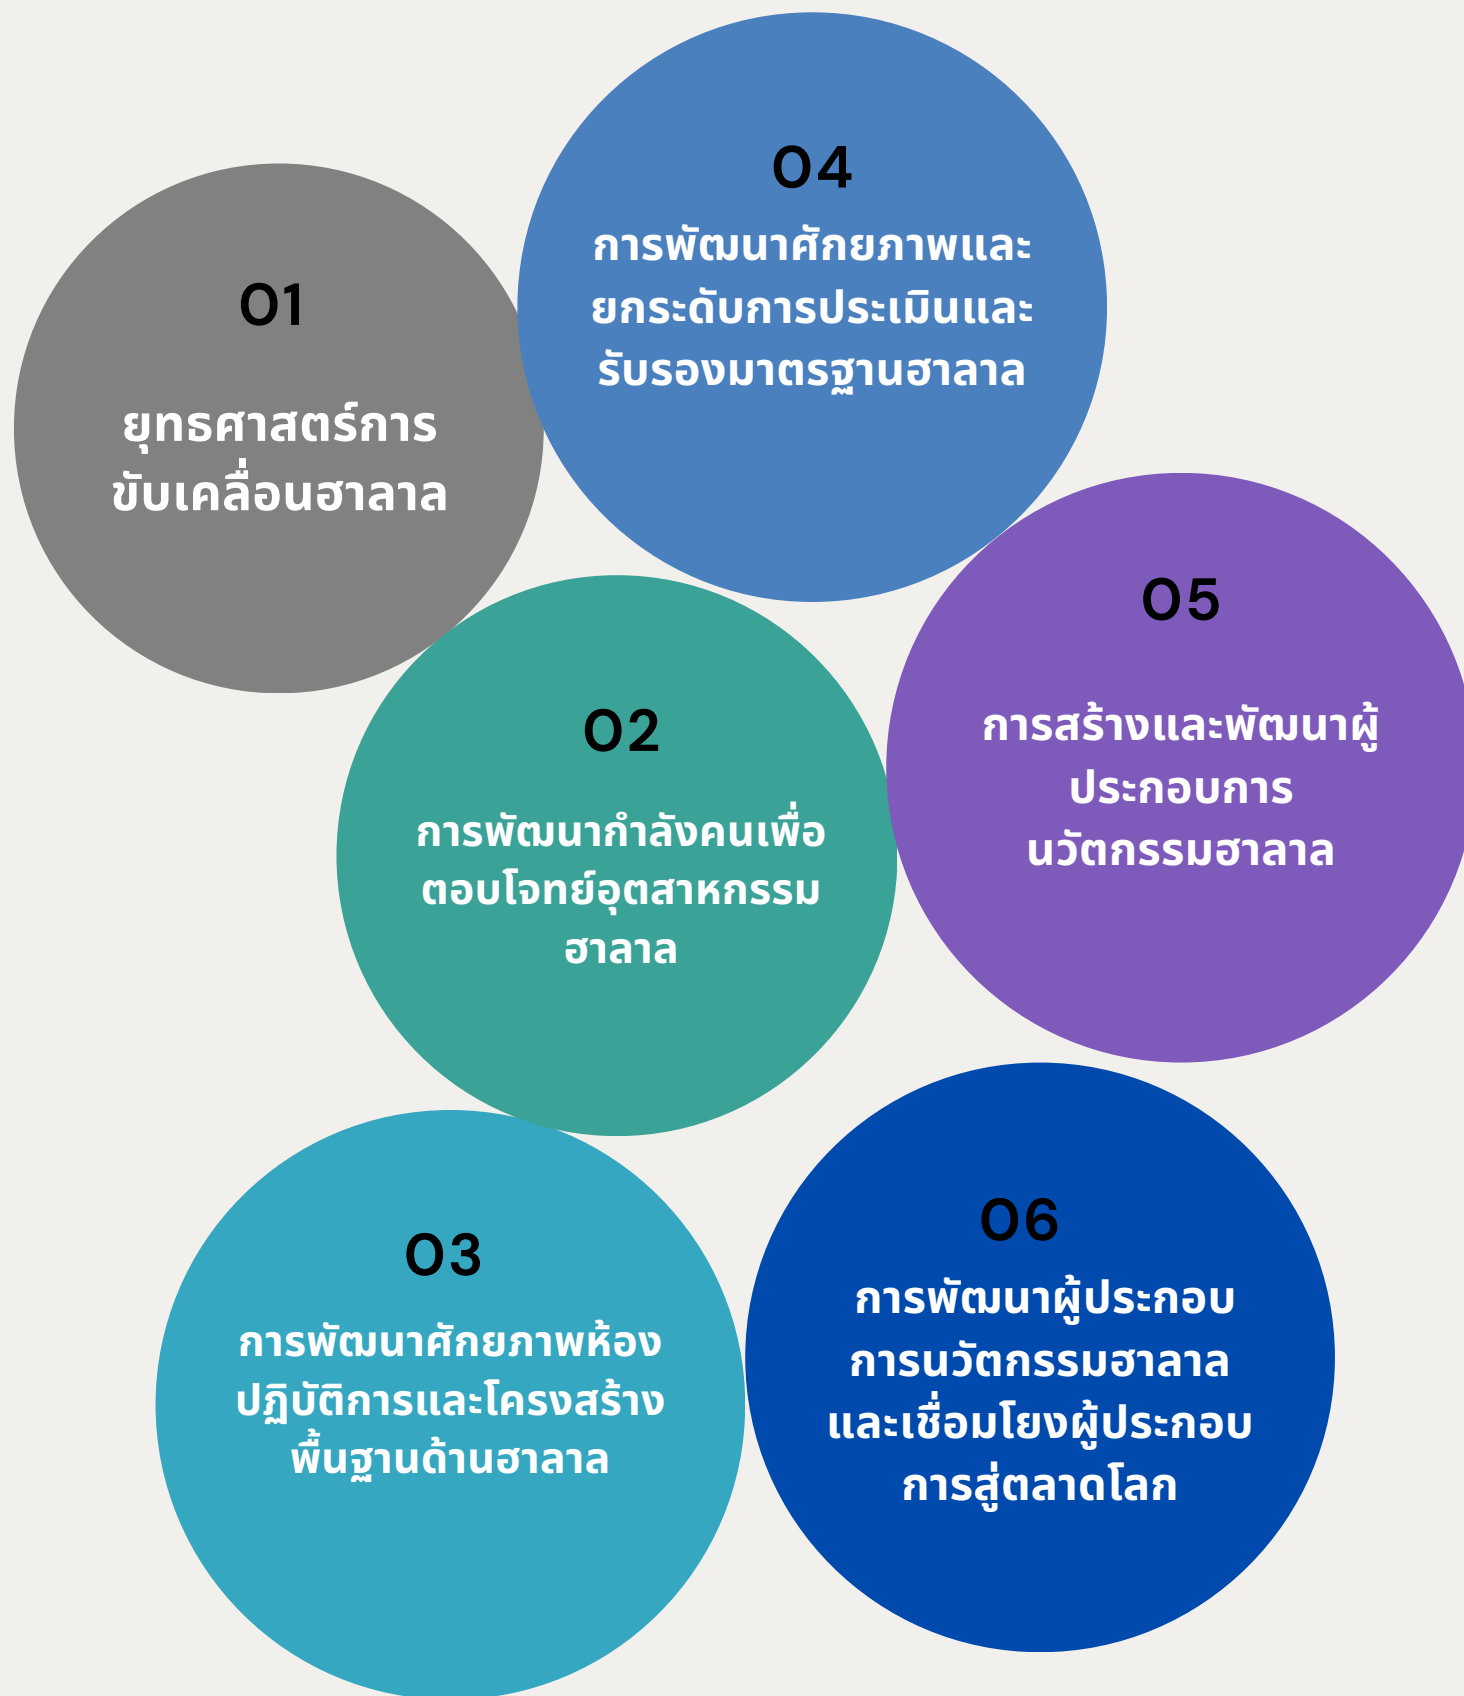 01
ยุทธศาสตร์การ
ขับเคลื่อนฮาลาล
02
การพัฒนากำลังคนเพื่อ
ตอบโจทย์อุตสาหกรรม
ฮาลาล
03
การพัฒนาศักยภาพห้อง
ปฏิบัติการและโครงสร้าง
พื้นฐานด้านฮาลาล
04
การพัฒนาศักยภาพและ
ยกระดับการประเมินและ
รับรองมาตรฐานฮาลาล
05
การสร้างและพัฒนาผู้
ประกอบการ
นวัตกรรมฮาลาล
06
การพัฒนาผู้ประกอบ
การนวัตกรรมฮาลาล
และเชื่อมโยงผู้ประกอบ
การสู่ตลาดโลก